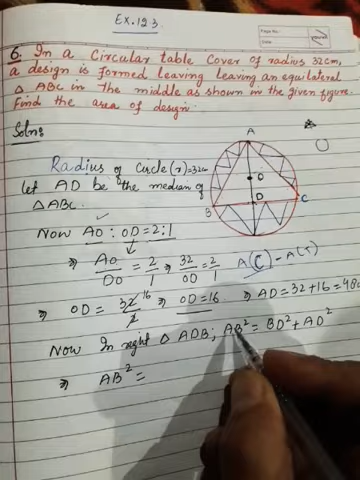 Ex. 12.3.
Page No.
Date
6. In a Circular table Cover of radius 32cm,
a design is formed leaving leaving an equilateral
Δ ABC in the middle as shown in the given figure.
Find the area of design.
Soln:
A
Radius of Circle (r) = 32cm
let AD be the median of
ΔABC.
O
B D C
Now AO : OD = 2:1
⇒ AO/DO = 2/1 ⇒ 32/OD = 2/1
A(C) - A(T)
⇒ OD = 32/2 16 ⇒ OD = 16 ⇒ AD = 32 + 16 = 48
Now In right Δ ADB; AB² = BD² + AD²
⇒ AB² =